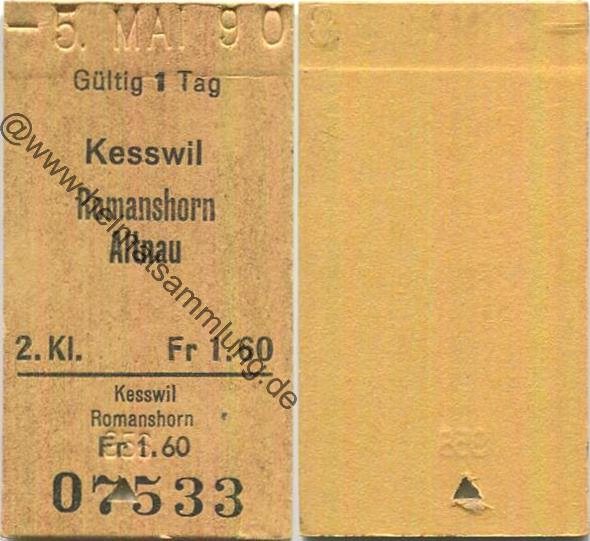 - 5. MAI 90
Gültig 1 Tag
Kesswil
Romanshorn
Altnau
2. Kl. Fr 1.60
Kesswil
Romanshorn
Fr 1.60
07533
@www.heimatsammlung.de